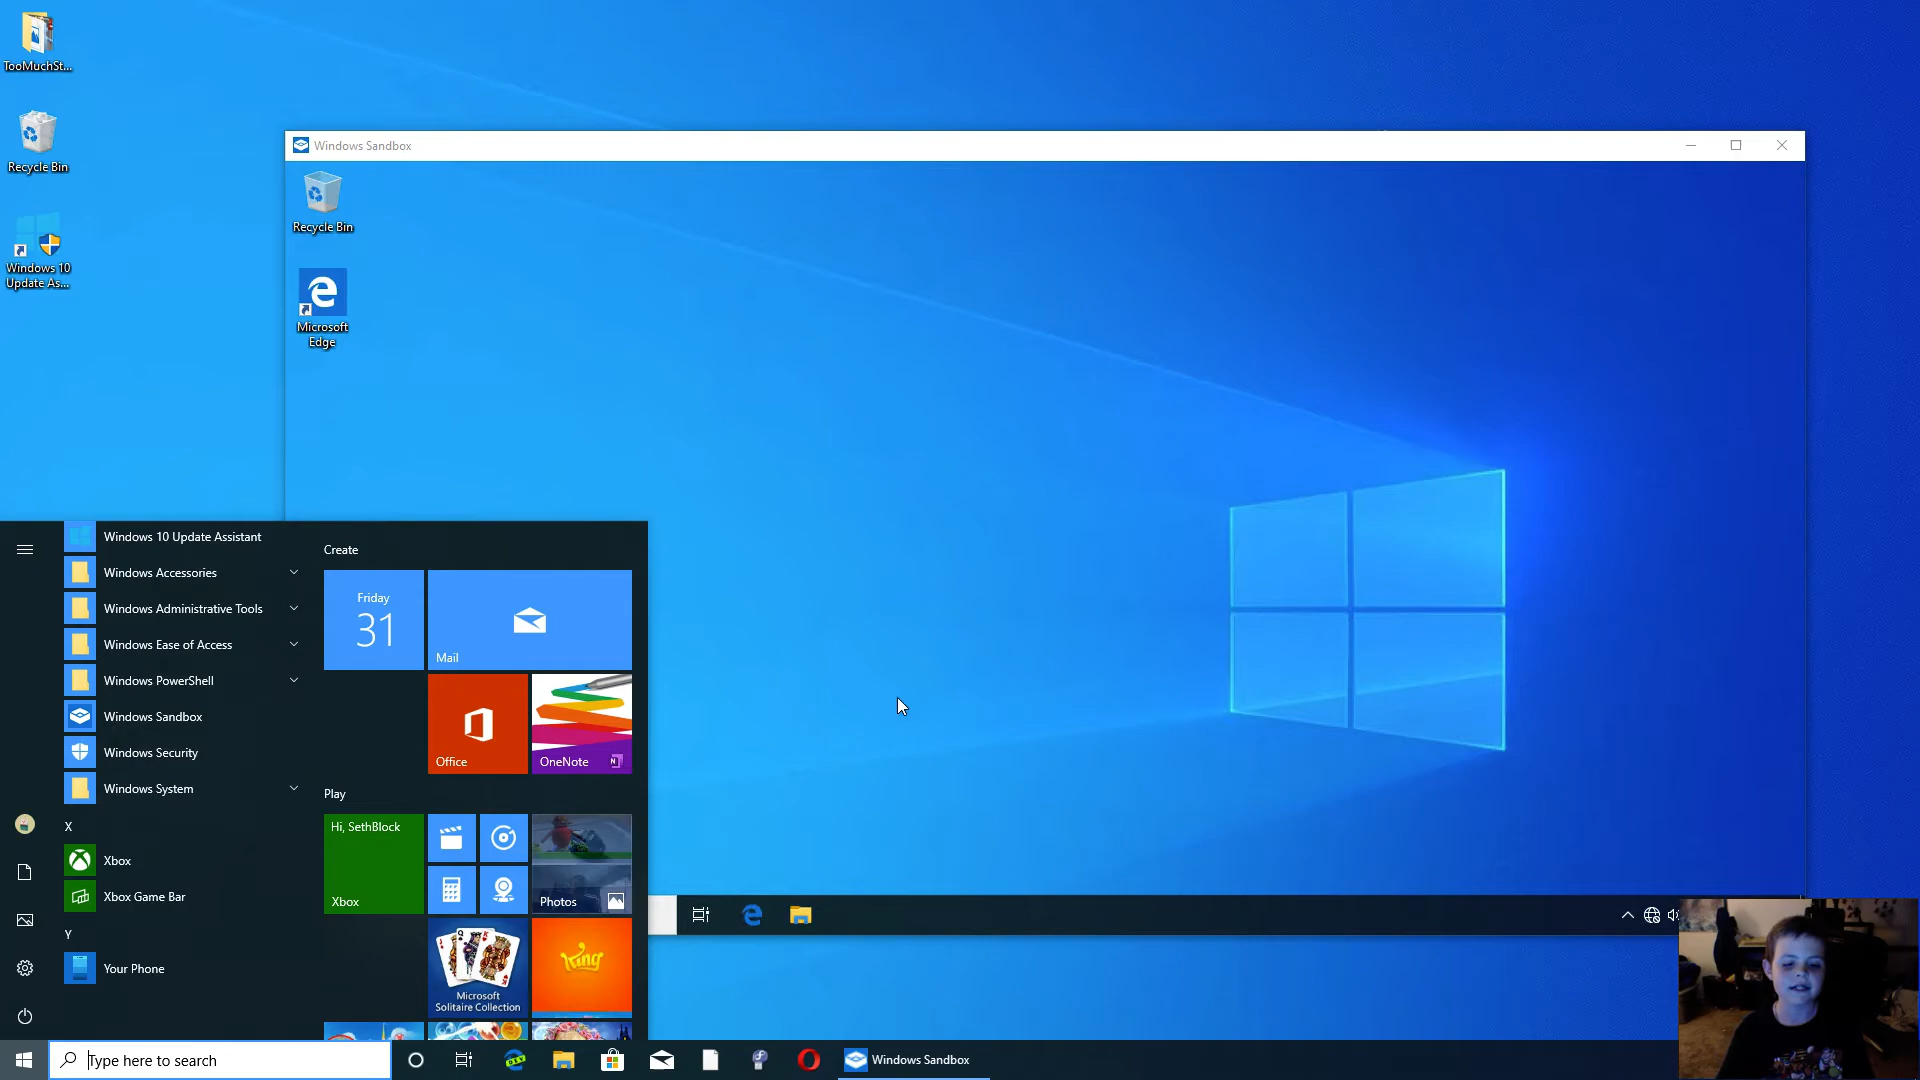 TooMuchSt...
Recycle Bin
Windows 10
Update As...
Windows Sandbox
Recycle Bin
Microsoft
Edge
Windows 10 Update Assistant
Windows Accessories
Windows Administrative Tools
Windows Ease of Access
Windows PowerShell
Windows Sandbox
Windows Security
Windows System
X
Xbox
Xbox Game Bar
Y
Your Phone
Create
Friday
31
Mail
Office
OneNote
N
Play
Hi, SethBlock
Xbox
Photos
Microsoft
Solitaire Collection
King
Type here to search
DEV
Windows Sandbox